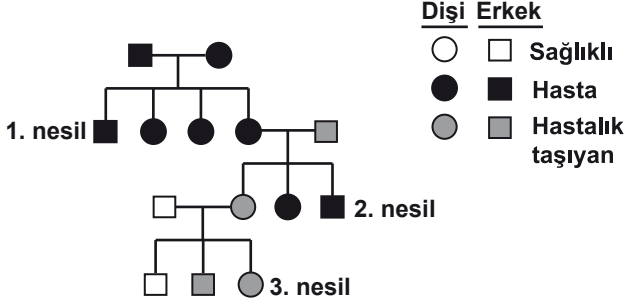 Dişi Erkek
Sağlıklı
Hasta
Hastalık
taşıyan
1. nesil
2. nesil
3. nesil